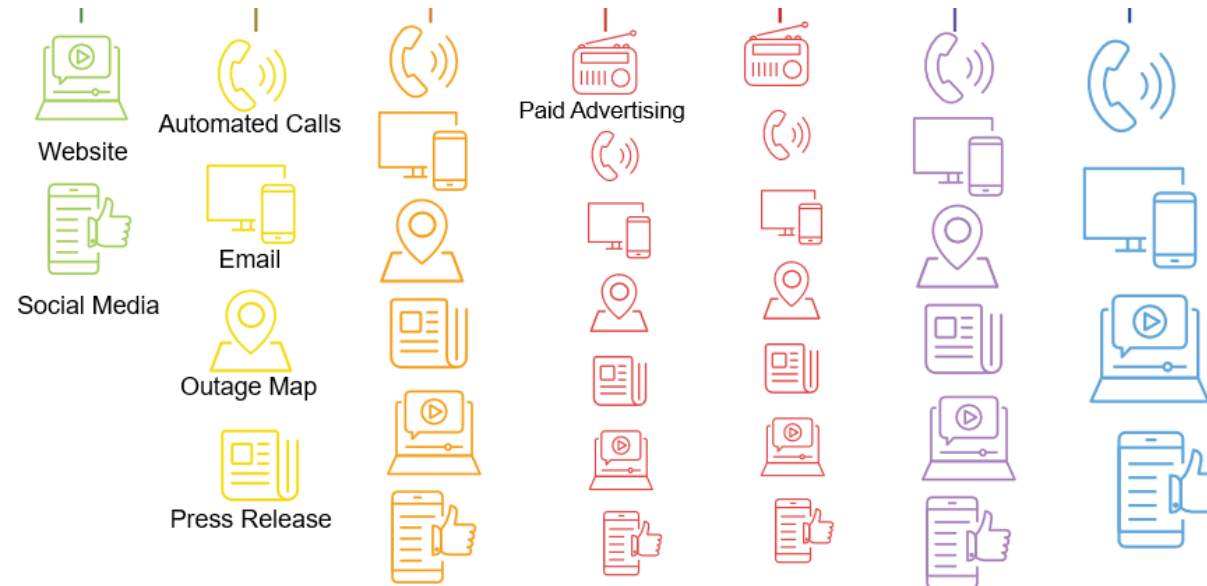 Website
Social Media
Automated Calls
Email
Outage Map
Press Release
Paid Advertising